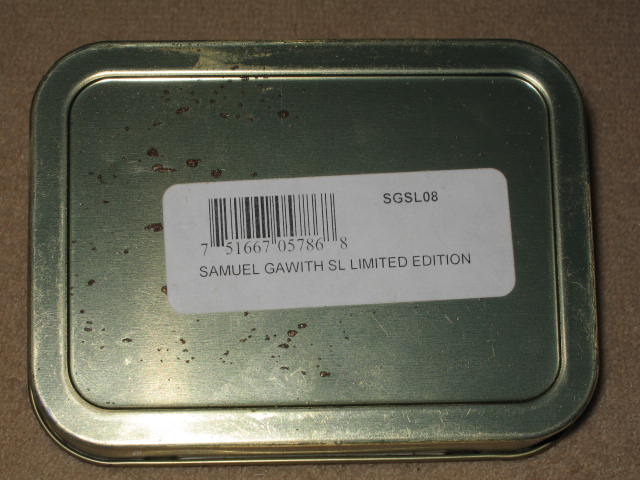 SGSL08
7 51667 05786 8
SAMUEL GAWITH SL LIMITED EDITION